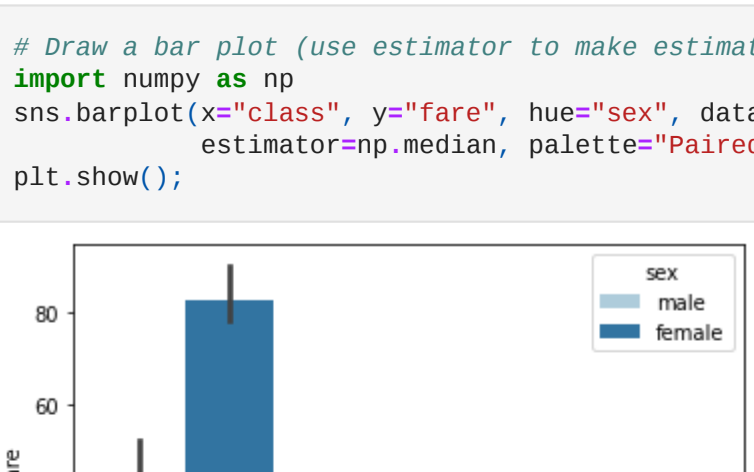 # Draw a bar plot (use estimator to make estimat
import numpy as np
sns.barplot(x="class", y="fare", hue="sex", data
estimator=np.median, palette="Paired
plt.show();
sex
male
female
80
60